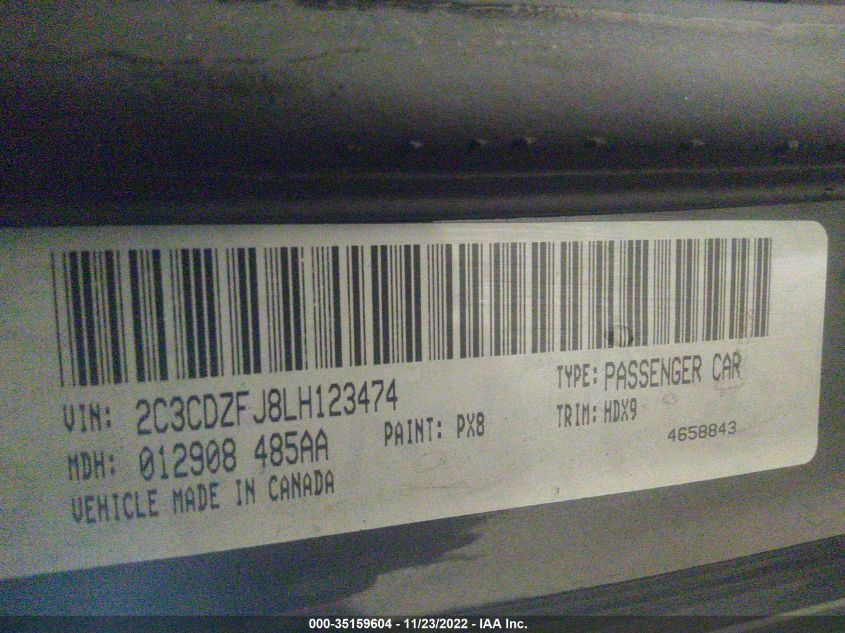 VIN: 2C3CDZFJ8LH123474
TYPE: PASSENGER CAR
MDH: 012908 485AA
PAINT: PX8
TRIM: HDX9
4658843
VEHICLE MADE IN CANADA
000-35159604 - 11/23/2022 - IAA Inc.